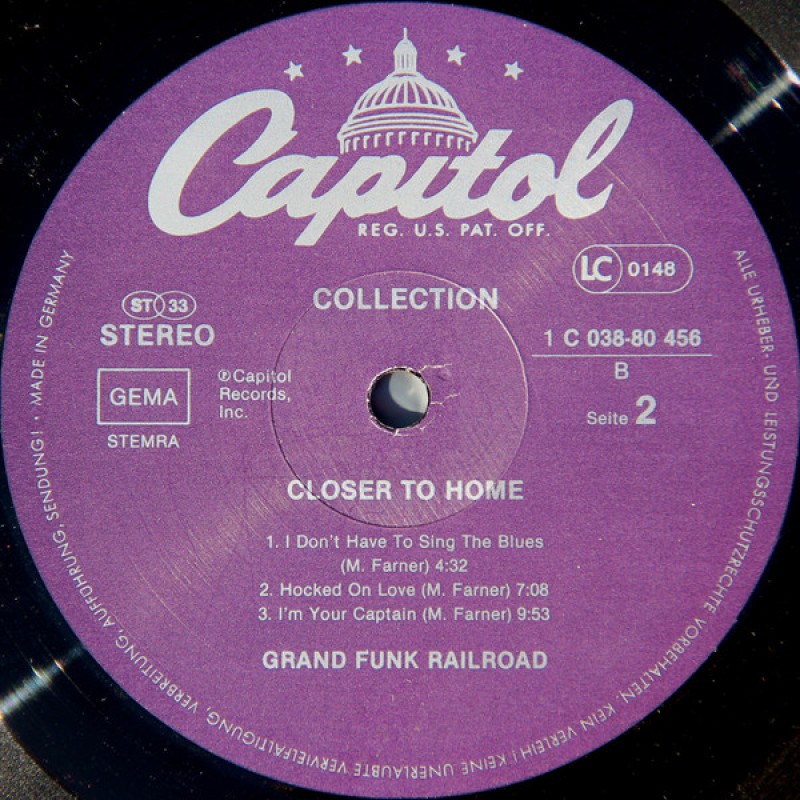 Capitol
REG. U.S. PAT. OFF.
LC 0148
COLLECTION
ST 33
STEREO
1 C 038-80 456
B
GEMA
STEMRA
℗Capitol
Records,
Inc.
Seite 2
CLOSER TO HOME
1. I Don't Have To Sing The Blues
(M. Farner) 4:32
2. Hocked On Love (M. Farner) 7:08
3. I'm Your Captain (M. Farner) 9:53
GRAND FUNK RAILROAD
ALLE URHEBER- UND LEISTUNGSSCHUTZRECHTE VORBEHALTEN, KEIN VERLEIH! KEINE UNERLAUBTE VERVIELFÄLTIGUNG, VERBREITUNG, AUFFÜHRUNG, SENDUNG! · MADE IN GERMANY